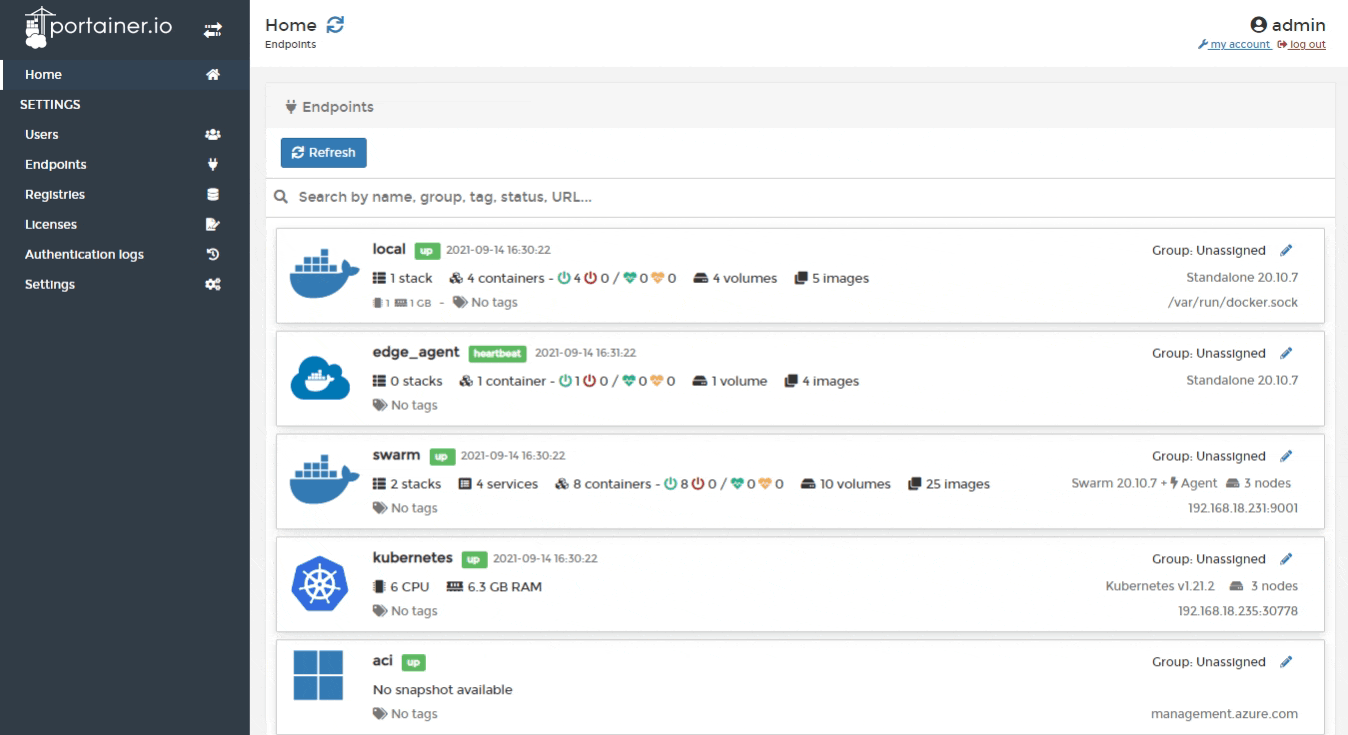 portainer.io
Home
SETTINGS
Users
Endpoints
Registries
Licenses
Authentication logs
Settings
Home
Endpoints
admin
my account log out
Endpoints
Refresh
Search by name, group, tag, status, URL...
local up 2021-09-14 16:30:22 Group: Unassigned
1 stack 4 containers - 4 0 / 0 0 4 volumes 5 images Standalone 20.10.7
1 1 GB - No tags /var/run/docker.sock
edge_agent heartbeat 2021-09-14 16:31:22 Group: Unassigned
0 stacks 1 container - 1 0 / 0 0 1 volume 4 images Standalone 20.10.7
No tags
swarm up 2021-09-14 16:30:22 Group: Unassigned
2 stacks 4 services 8 containers - 8 0 / 0 0 10 volumes 25 images Swarm 20.10.7 + Agent 3 nodes
No tags 192.168.18.231:9001
kubernetes up 2021-09-14 16:30:22 Group: Unassigned
6 CPU 6.3 GB RAM Kubernetes v1.21.2 3 nodes
No tags 192.168.18.235:30778
aci up Group: Unassigned
No snapshot available
No tags management.azure.com